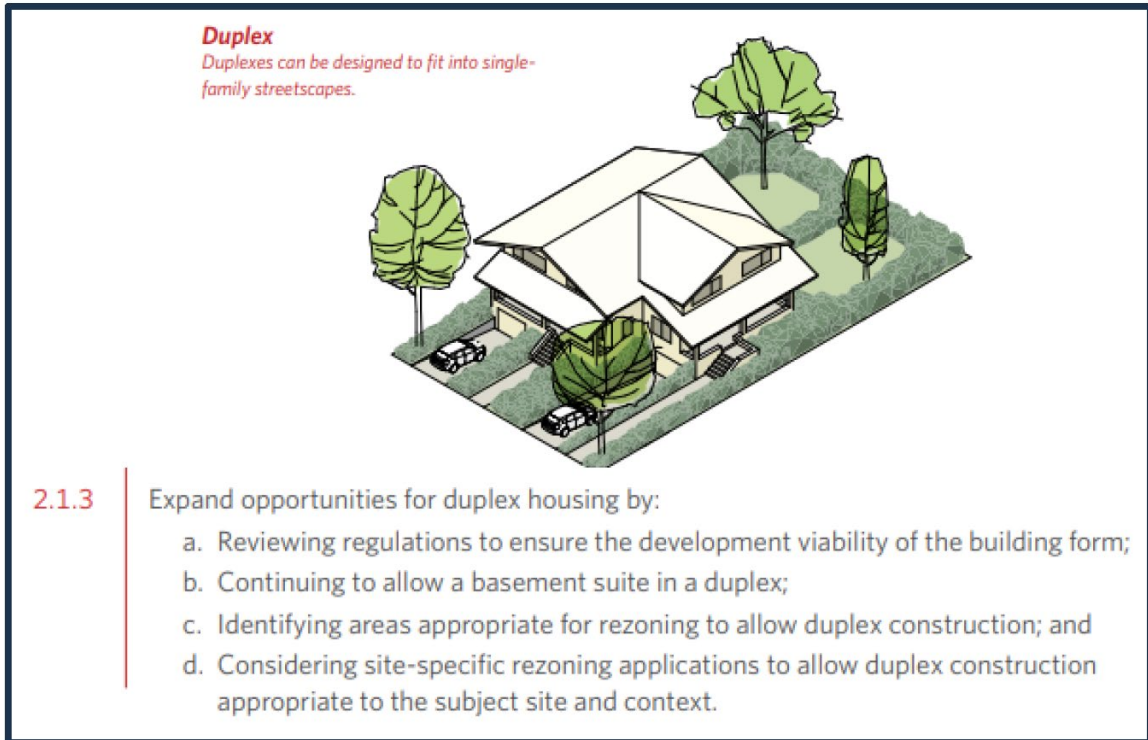 Duplex
Duplexes can be designed to fit into single-
family streetscapes.
2.1.3 Expand opportunities for duplex housing by:
a. Reviewing regulations to ensure the development viability of the building form;
b. Continuing to allow a basement suite in a duplex;
c. Identifying areas appropriate for rezoning to allow duplex construction; and
d. Considering site-specific rezoning applications to allow duplex construction
appropriate to the subject site and context.